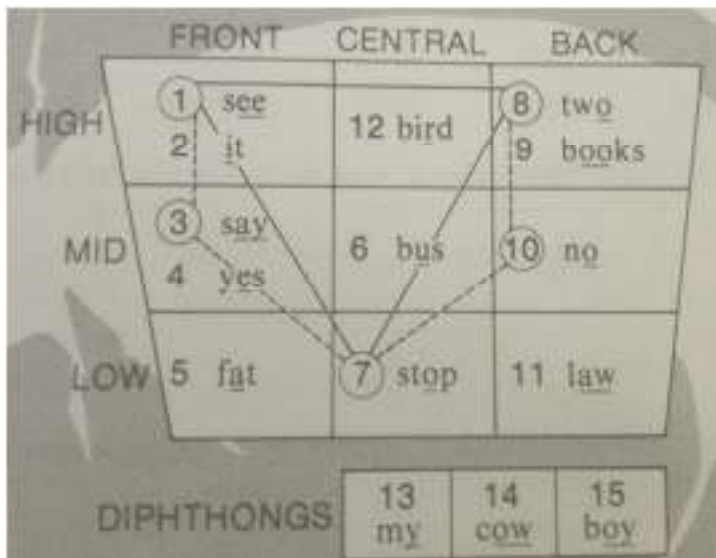 FRONT CENTRAL BACK
HIGH 1 see 12 bird 8 two
2 it 9 books
MID 3 say 6 bus 10 no
4 yes
LOW 5 fat 7 stop 11 law
DIPHTHONGS 13 14 15
my cow boy